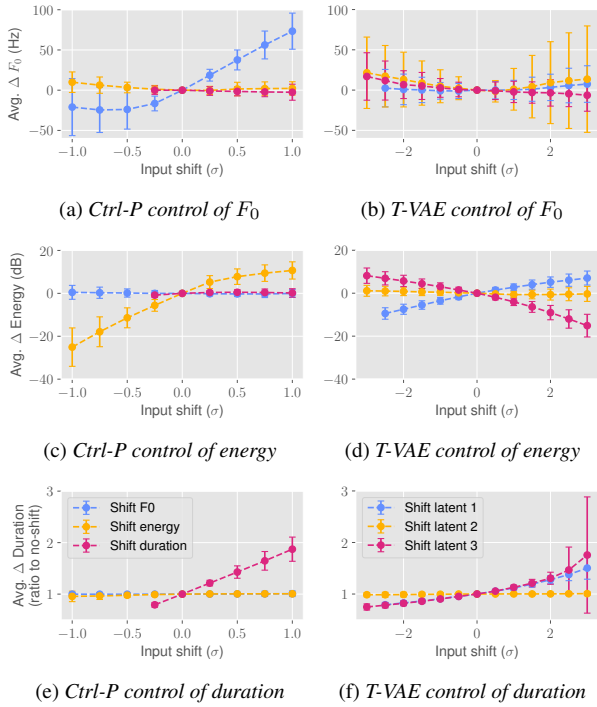 Avg. Δ F₀ (Hz)
100
50
0
−50
−1.0 −0.5 0.0 0.5 1.0
Input shift (σ)
(a) Ctrl-P control of F₀
100
50
0
−50
−2 0 2
Input shift (σ)
(b) T-VAE control of F₀
Avg. Δ Energy (dB)
20
0
−20
−40
−1.0 −0.5 0.0 0.5 1.0
Input shift (σ)
(c) Ctrl-P control of energy
20
0
−20
−40
−2 0 2
Input shift (σ)
(d) T-VAE control of energy
Avg. Δ Duration
(ratio to no-shift)
3
2
1
Shift F0
Shift energy
Shift duration
−1.0 −0.5 0.0 0.5 1.0
Input shift (σ)
(e) Ctrl-P control of duration
3
2
1
Shift latent 1
Shift latent 2
Shift latent 3
−2 0 2
Input shift (σ)
(f) T-VAE control of duration